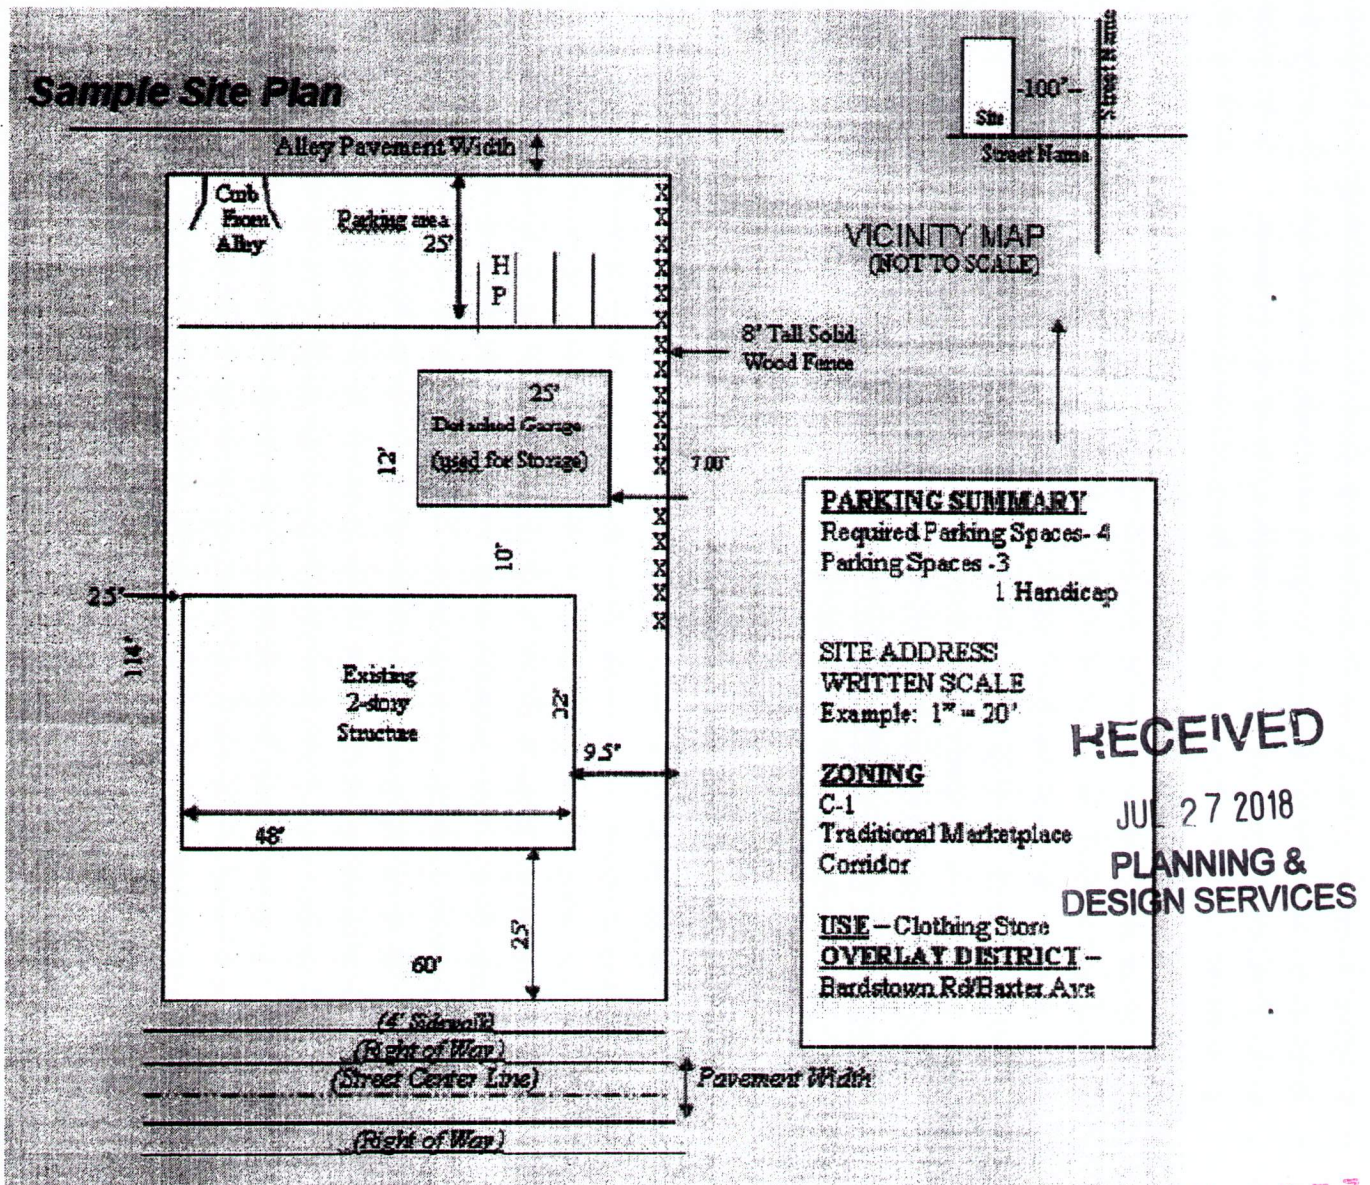 Sample Site Plan
Alley Pavement Width
Curb
From
Alley
Parking area
25'
H
P
8' Tall Solid
Wood Fence
25'
Detached Garage
(used for Storage)
12'
7.00'
10'
25'
114'
Existing
2-story
Structure
32'
9.5'
48'
25'
60'
(4' Sidewalk)
(Right of Way)
(Street Center Line)
Pavement Width
(Right of Way)
Site
-100'--
Street Name
Street Name
VICINITY MAP
(NOT TO SCALE)
PARKING SUMMARY
Required Parking Spaces- 4
Parking Spaces -3
1 Handicap
SITE ADDRESS
WRITTEN SCALE
Example: 1" = 20'
ZONING
C-1
Traditional Marketplace
Corridor
USE – Clothing Store
OVERLAY DISTRICT –
Bardstown Rd/Baxter Ave
RECEIVED
JUL 27 2018
PLANNING &
DESIGN SERVICES